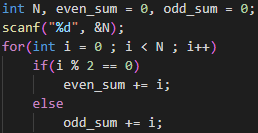 int N, even_sum = 0, odd_sum = 0;
scanf("%d", &N);
for(int i = 0 ; i < N ; i++)
    if(i % 2 == 0)
        even_sum += i;
    else
        odd_sum += i;